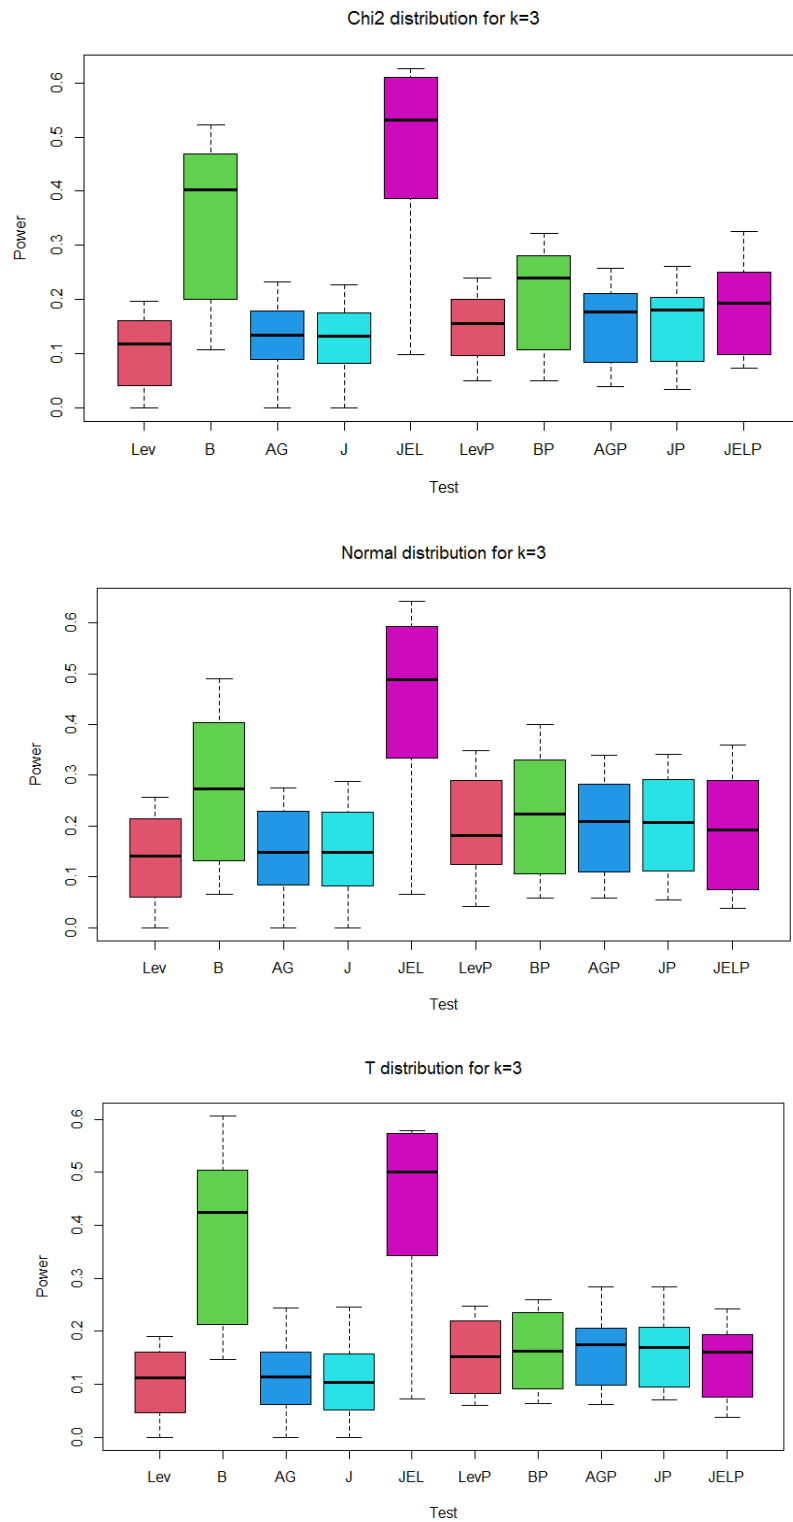 Chi2 distribution for k=3
Power
0.6
0.5
0.4
0.3
0.2
0.1
0.0
Lev B AG J JEL LevP BP AGP JP JELP
Test
Normal distribution for k=3
Power
0.6
0.5
0.4
0.3
0.2
0.1
0.0
Lev B AG J JEL LevP BP AGP JP JELP
Test
T distribution for k=3
Power
0.6
0.5
0.4
0.3
0.2
0.1
0.0
Lev B AG J JEL LevP BP AGP JP JELP
Test